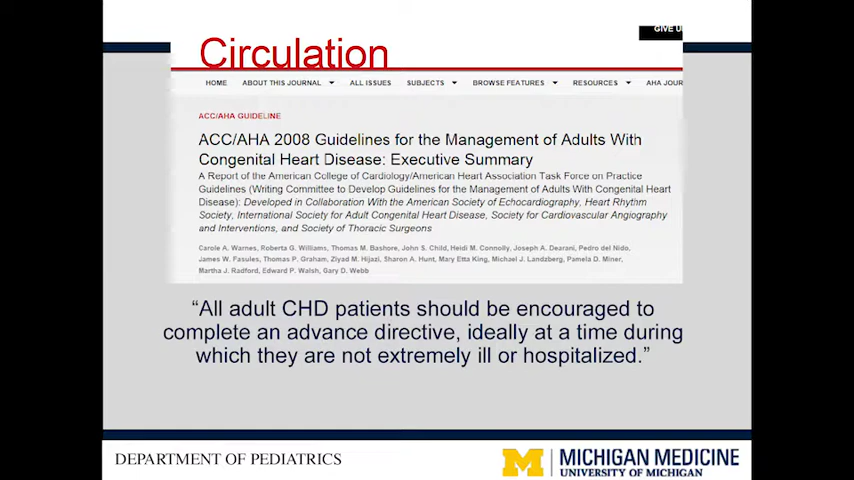 GIVE U
Circulation
HOME ABOUT THIS JOURNAL ALL ISSUES SUBJECTS BROWSE FEATURES RESOURCES AHA JOUR
ACC/AHA GUIDELINE
ACC/AHA 2008 Guidelines for the Management of Adults With
Congenital Heart Disease: Executive Summary
A Report of the American College of Cardiology/American Heart Association Task Force on Practice
Guidelines (Writing Committee to Develop Guidelines for the Management of Adults With Congenital Heart
Disease): Developed in Collaboration With the American Society of Echocardiography, Heart Rhythm
Society, International Society for Adult Congenital Heart Disease, Society for Cardiovascular Angiography
and Interventions, and Society of Thoracic Surgeons
Carole A. Warnes, Roberta G. Williams, Thomas M. Bashore, John S. Child, Heidi M. Connolly, Joseph A. Dearani, Pedro del Nido,
James W. Fasules, Thomas P. Graham, Ziyad M. Hijazi, Sharon A. Hunt, Mary Etta King, Michael J. Landzberg, Pamela D. Miner,
Martha J. Radford, Edward P. Walsh, Gary D. Webb
“All adult CHD patients should be encouraged to
complete an advance directive, ideally at a time during
which they are not extremely ill or hospitalized.”
DEPARTMENT OF PEDIATRICS
M MICHIGAN MEDICINE
UNIVERSITY OF MICHIGAN